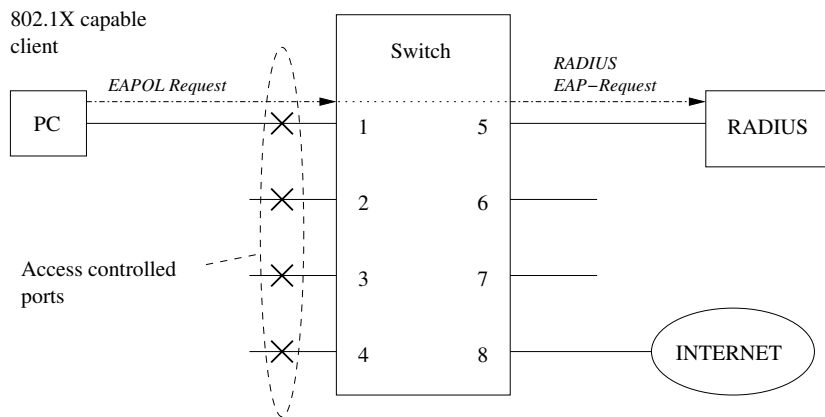 802.1X capable
client
Switch
RADIUS
EAP−Request
EAPOL Request
PC
1
5
RADIUS
2
6
Access controlled
ports
3
7
4
8
INTERNET